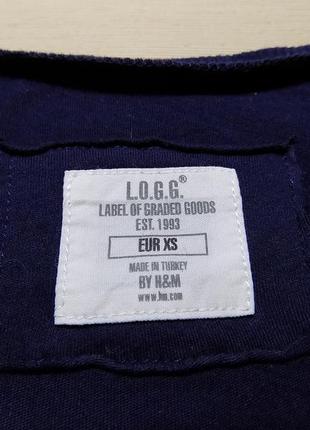 L.O.G.G.®
LABEL OF GRADED GOODS
EST. 1993
EUR XS
MADE IN TURKEY
BY H&M
www.hm.com